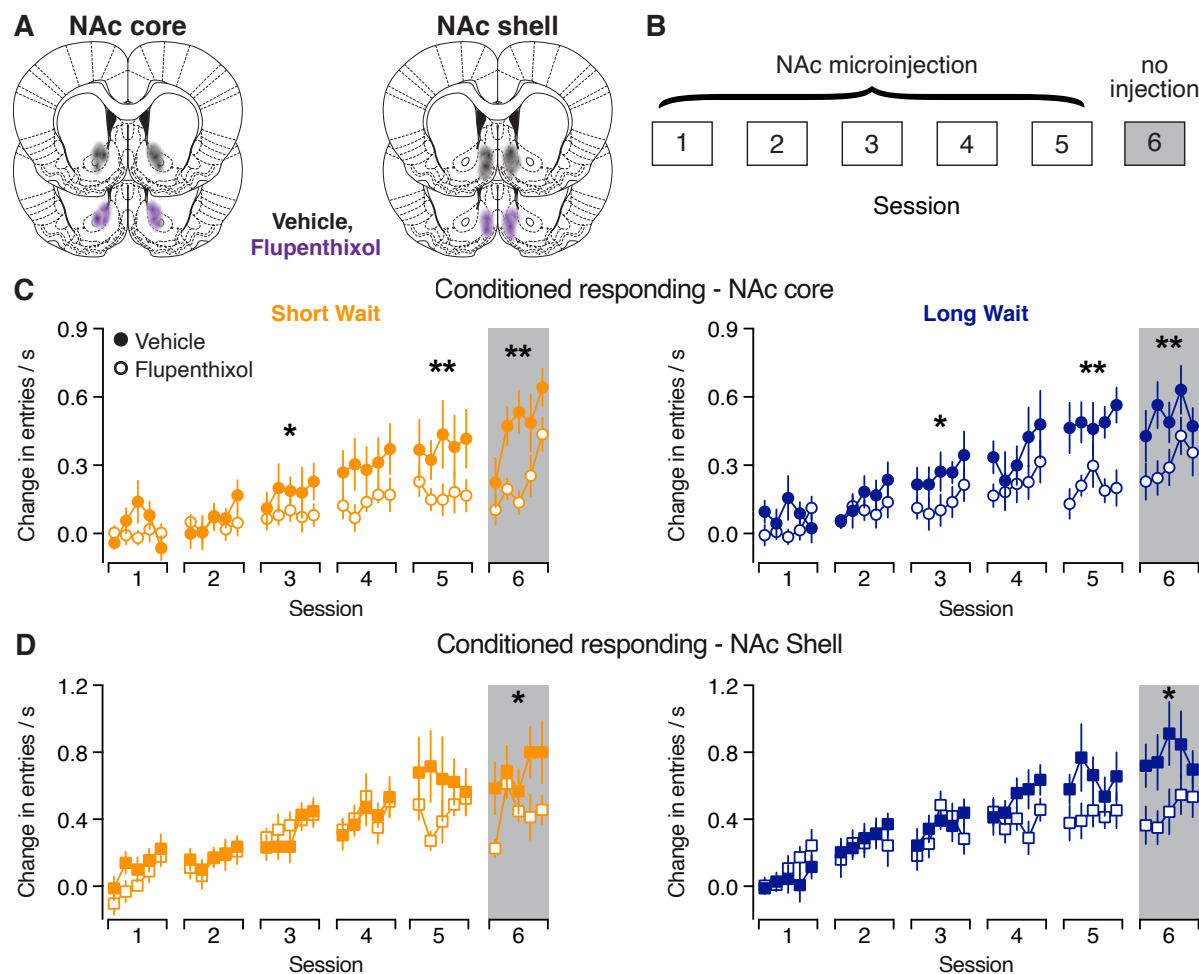 A
NAc core
NAc shell
Vehicle,
Flupenthixol
B
NAc microinjection
no
injection
1 2 3 4 5 6
Session
C
Conditioned responding - NAc core
Short Wait
Long Wait
Vehicle
Flupenthixol
Change in entries / s
0.9
0.6
0.3
0.0
* ** **
1 2 3 4 5 6
Session
Change in entries / s
0.9
0.6
0.3
0.0
* ** **
1 2 3 4 5 6
Session
D
Conditioned responding - NAc Shell
Change in entries / s
1.2
0.8
0.4
0.0
*
1 2 3 4 5 6
Session
Change in entries / s
1.2
0.8
0.4
0.0
*
1 2 3 4 5 6
Session